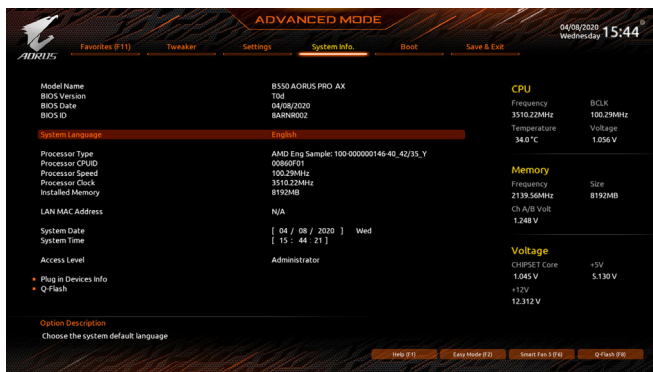 ADVANCED MODE
04/08/2020
Wednesday
15:44
AORUS
Favorites (F11)
Tweaker
Settings
System Info.
Boot
Save & Exit
Model Name B550 AORUS PRO AX
BIOS Version T0d
BIOS Date 04/08/2020
BIOS ID 8ARNR002
System Language English
Processor Type AMD Eng Sample: 100-000000146-40_42/35_Y
Processor CPUID 00860F01
Processor Speed 100.29MHz
Processor Clock 3510.22MHz
Installed Memory 8192MB
LAN MAC Address N/A
System Date [ 04 / 08 / 2020 ] Wed
System Time [ 15 : 44 : 21 ]
Access Level Administrator
Plug in Devices Info
Q-Flash
Option Description
Choose the system default language
CPU
Frequency BCLK
3510.22MHz 100.29MHz
Temperature Voltage
34.0 °C 1.056 V
Memory
Frequency Size
2139.56MHz 8192MB
Ch A/B Volt
1.248 V
Voltage
CHIPSET Core +5V
1.045 V 5.130 V
+12V
12.312 V
Help (F1)
Easy Mode (F2)
Smart Fan 5 (F6)
Q-Flash (F8)